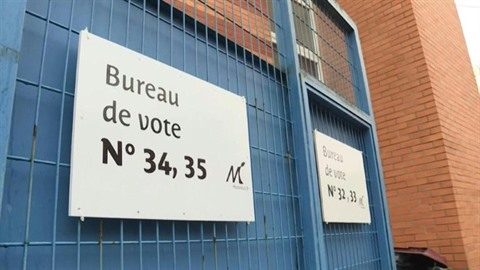 Bureau
de vote
N° 34, 35
Bureau
de vote
N° 32, 33